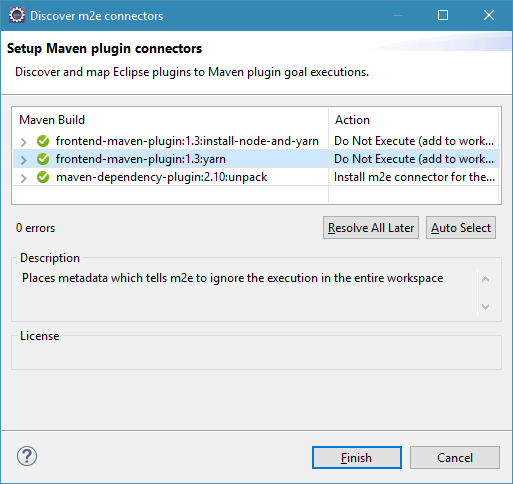 Discover m2e connectors
Setup Maven plugin connectors
Discover and map Eclipse plugins to Maven plugin goal executions.
Maven Build Action
frontend-maven-plugin:1.3:install-node-and-yarn Do Not Execute (add to work...
frontend-maven-plugin:1.3:yarn Do Not Execute (add to work...
maven-dependency-plugin:2.10:unpack Install m2e connector for the...
0 errors Resolve All Later Auto Select
Description
Places metadata which tells m2e to ignore the execution in the entire workspace
License
? Finish Cancel